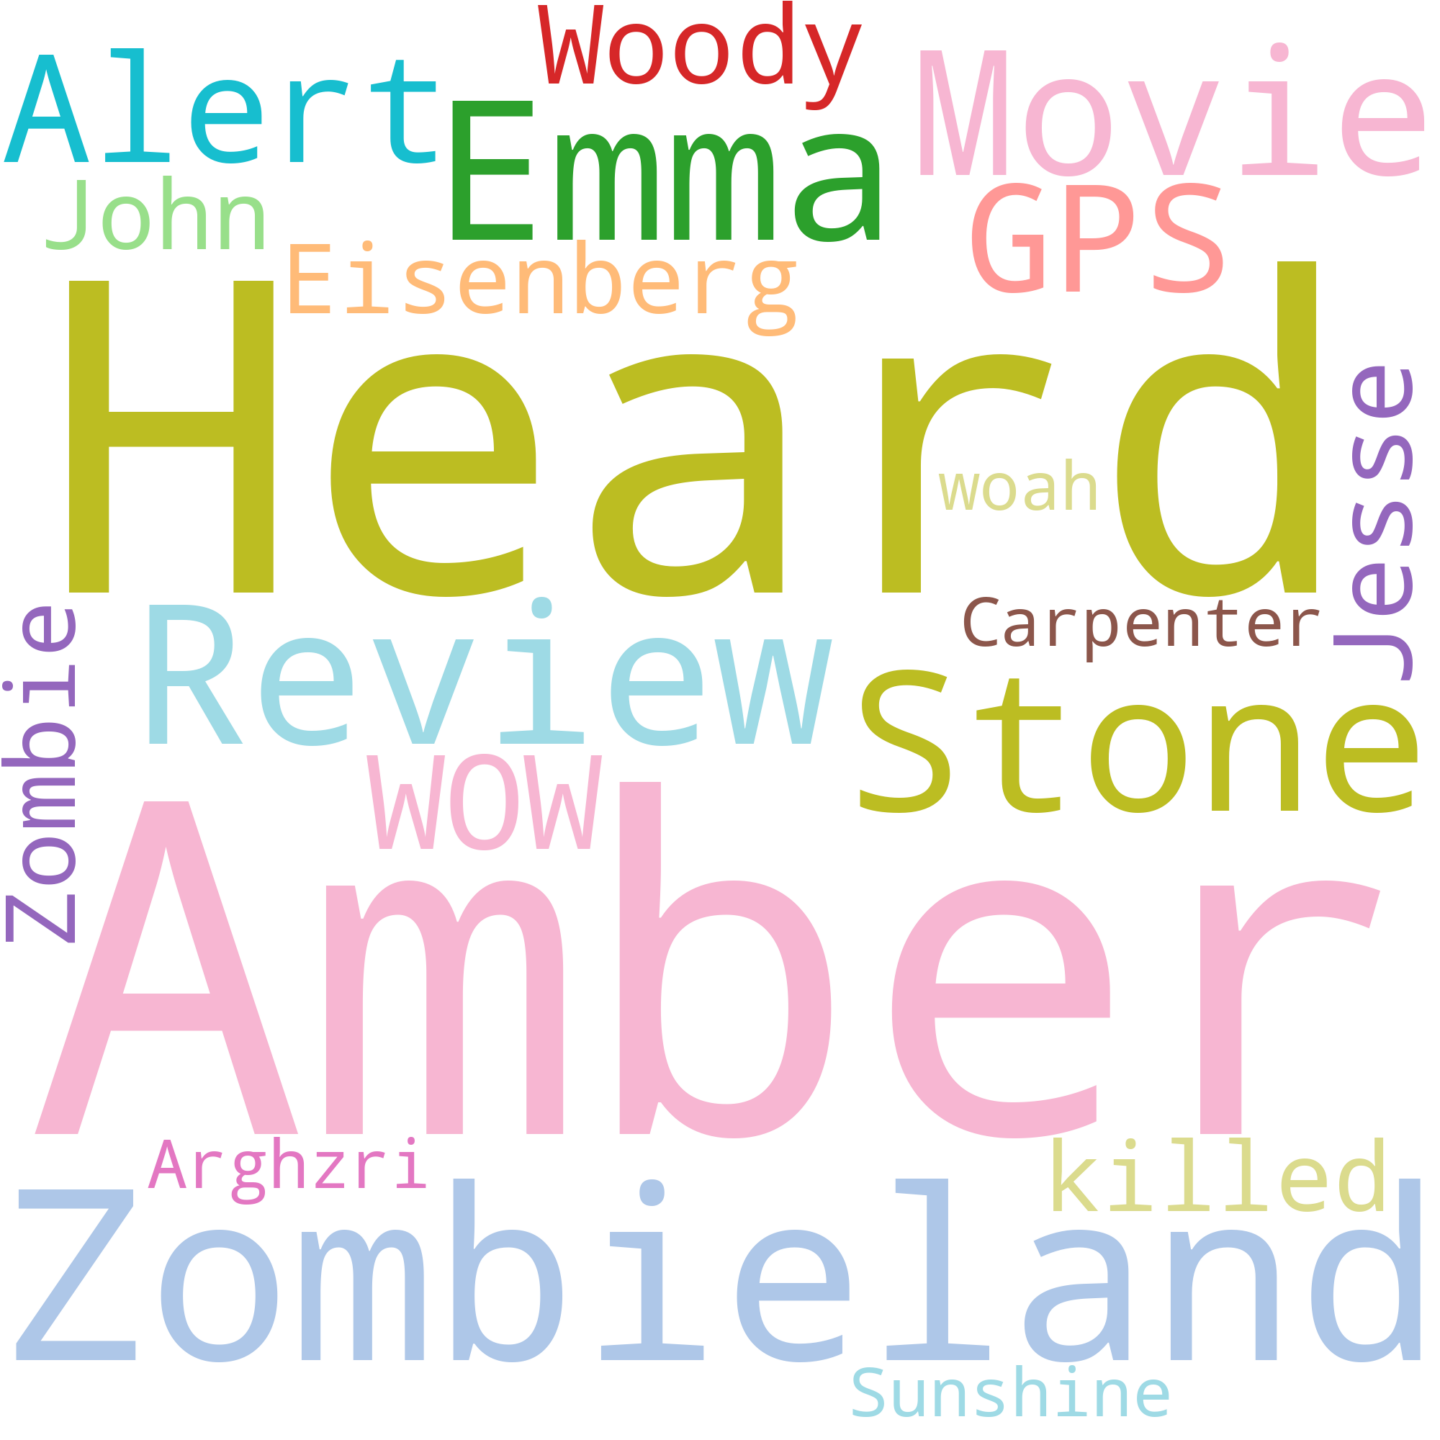 Woody
Alert
Movie
Emma
John
GPS
Eisenberg
Heard
Jesse
woah
Carpenter
Zombie
Review
Stone
WOW
Amber
Arghzri
killed
Zombieland
Sunshine